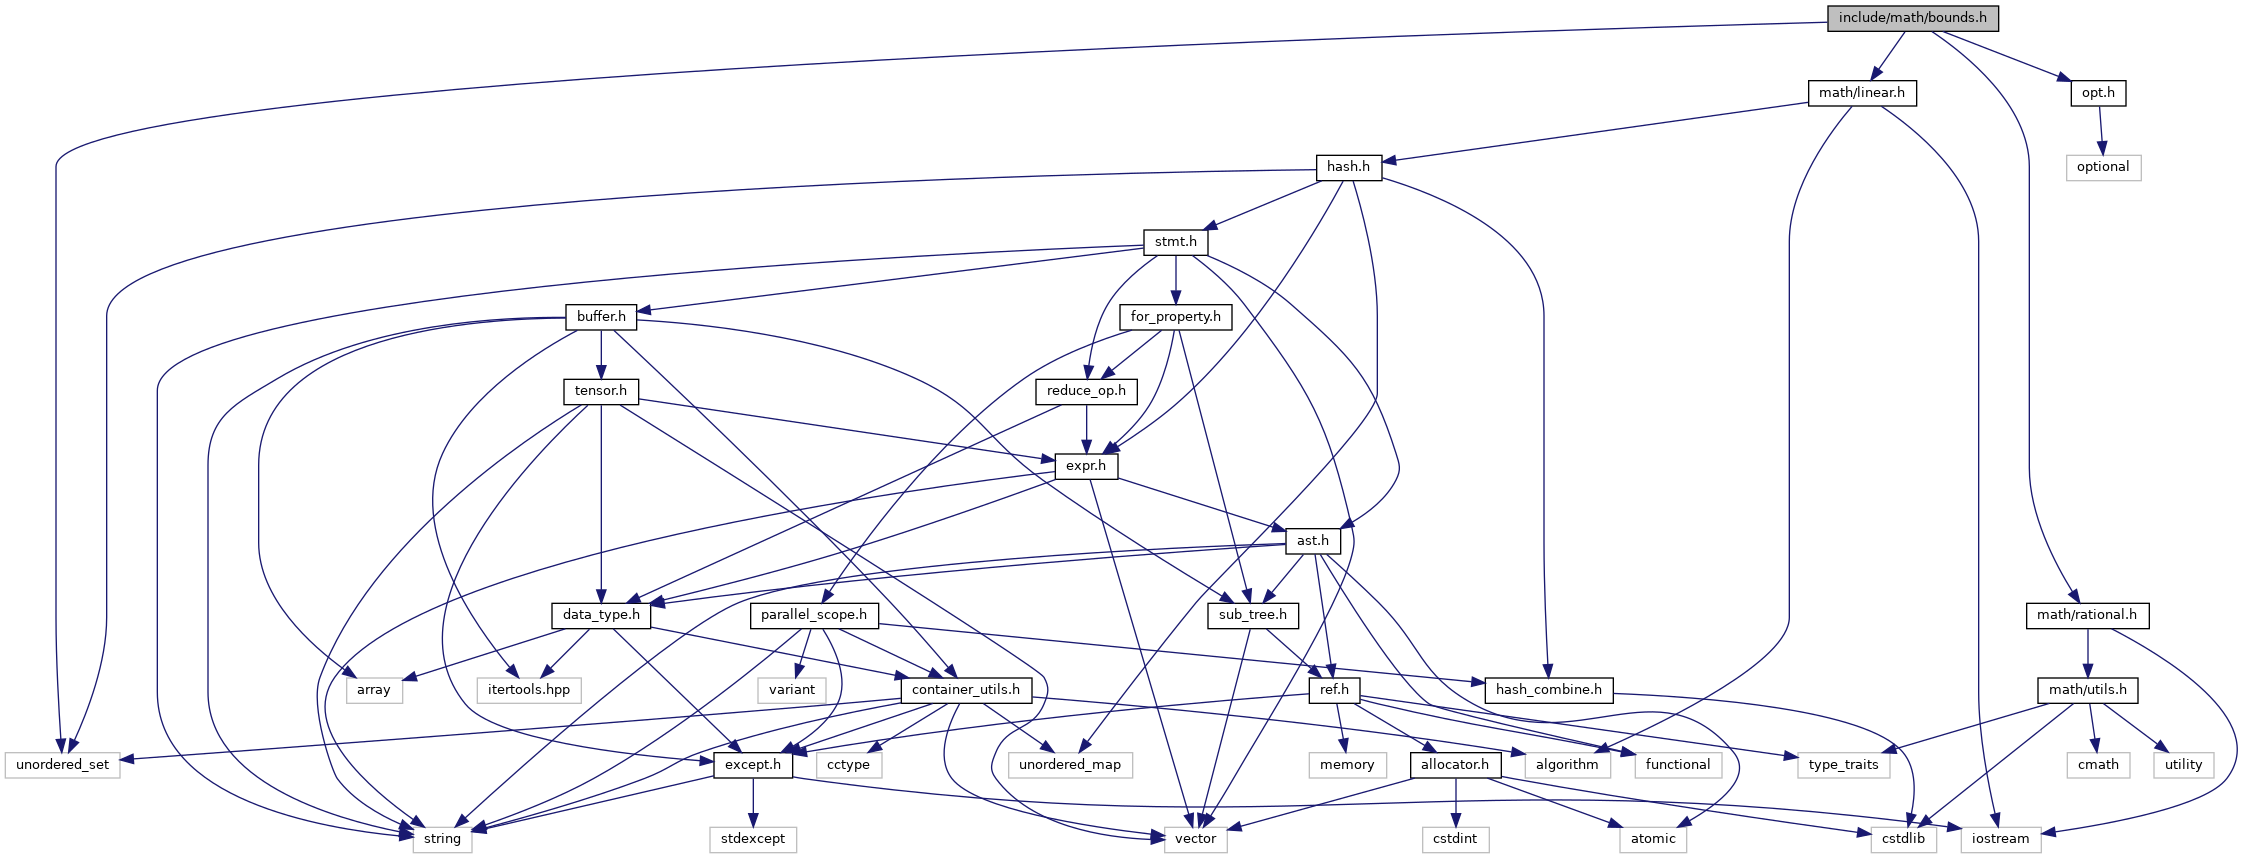 include/math/bounds.h
math/linear.h
opt.h
hash.h
optional
stmt.h
buffer.h
for_property.h
tensor.h
reduce_op.h
expr.h
ast.h
data_type.h
parallel_scope.h
sub_tree.h
math/rational.h
array
itertools.hpp
variant
container_utils.h
ref.h
hash_combine.h
math/utils.h
unordered_set
except.h
cctype
unordered_map
memory
allocator.h
algorithm
functional
type_traits
cmath
utility
string
stdexcept
vector
cstdint
atomic
cstdlib
iostream